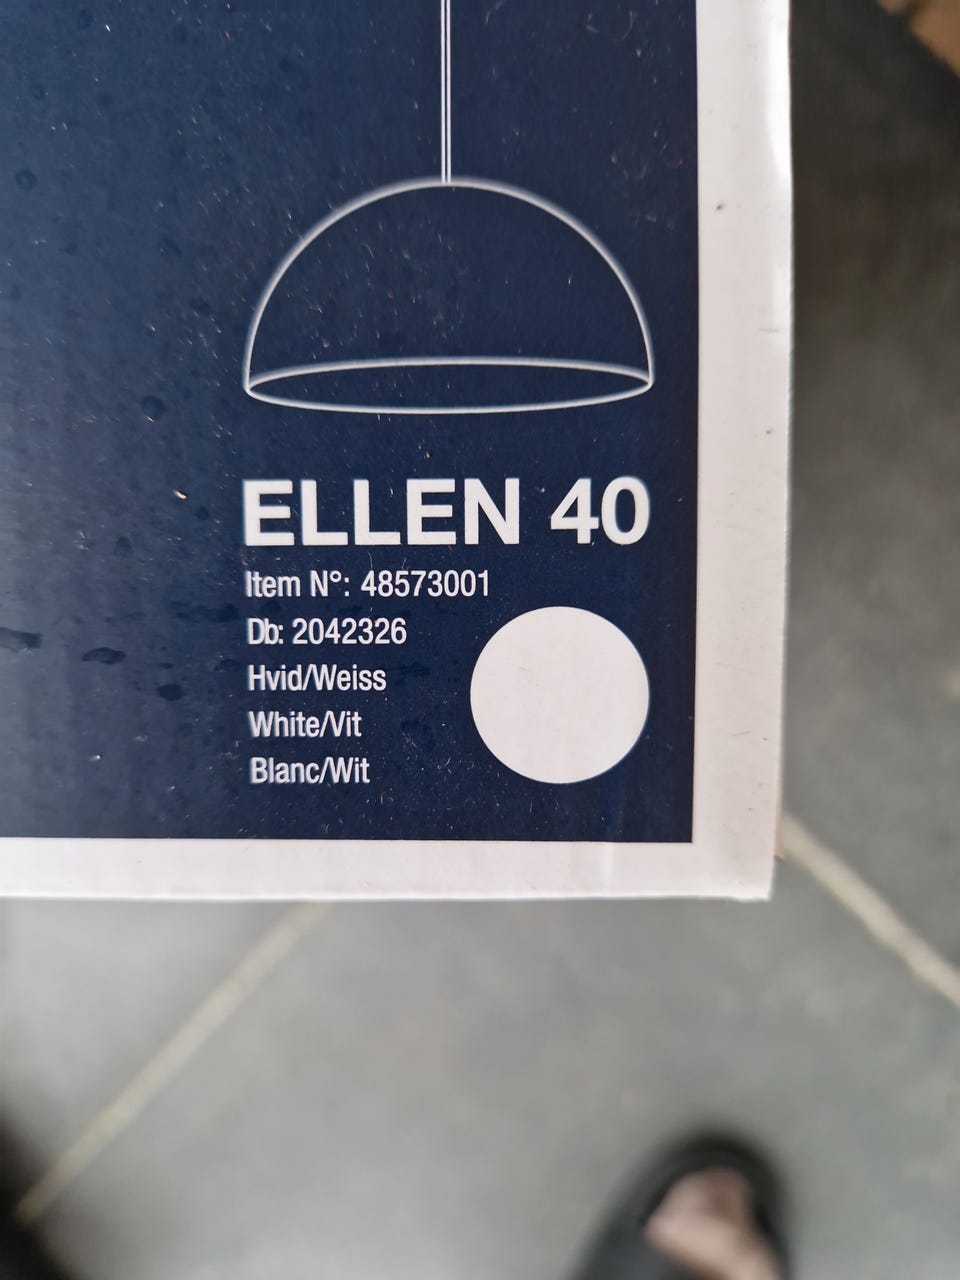 ELLEN 40
Item N°: 48573001
Db: 2042326
Hvid/Weiss
White/Vit
Blanc/Wit